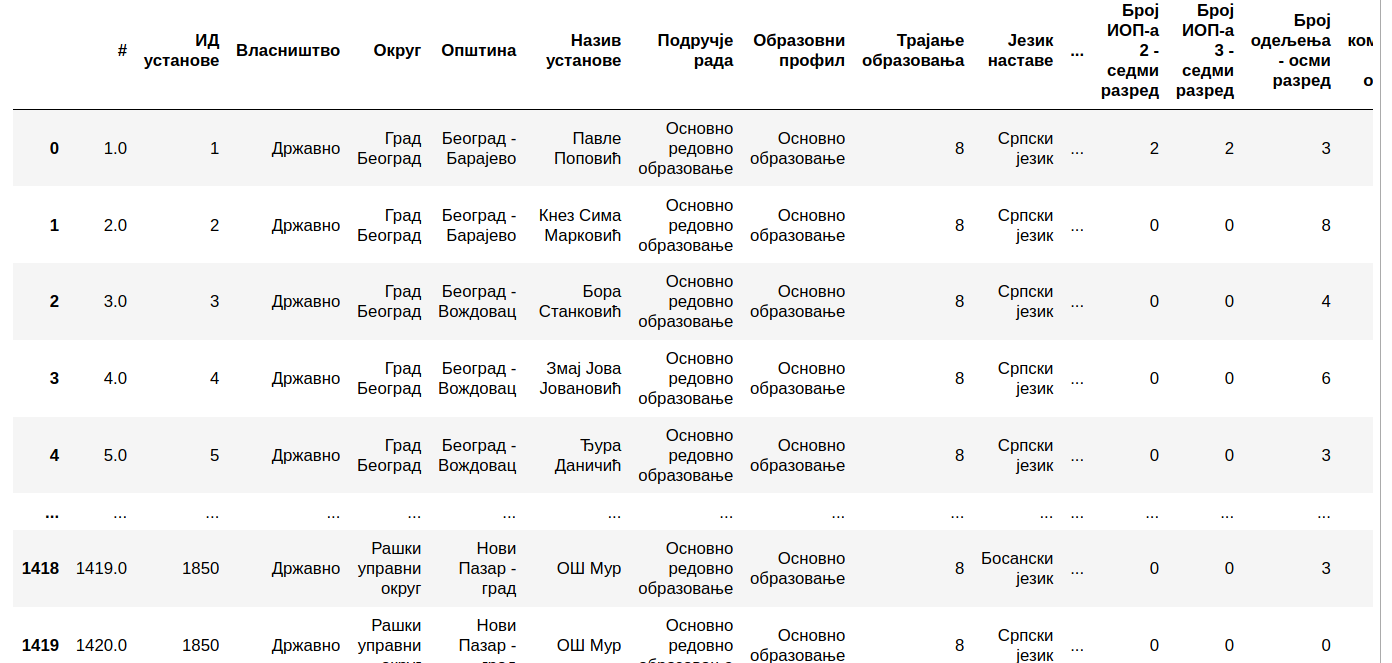 # ИД установе Власништво Округ Општина Назив установе Подручје рада Образовни профил Трајање образовања Језик наставе ... Број ИОП-а 2 - седми разред Број ИОП-а 3 - седми разред Број одељења - осми разред
0 1.0 1 Државно Град Београд Београд - Барајево Павле Поповић Основно редовно образовање Основно образовање 8 Српски језик ... 2 2 3
1 2.0 2 Државно Град Београд Београд - Барајево Кнез Сима Марковић Основно редовно образовање Основно образовање 8 Српски језик ... 0 0 8
2 3.0 3 Државно Град Београд Београд - Вождовац Бора Станковић Основно редовно образовање Основно образовање 8 Српски језик ... 0 0 4
3 4.0 4 Државно Град Београд Београд - Вождовац Змај Јова Јовановић Основно редовно образовање Основно образовање 8 Српски језик ... 0 0 6
4 5.0 5 Државно Град Београд Београд - Вождовац Ђура Даничић Основно редовно образовање Основно образовање 8 Српски језик ... 0 0 3
... ... ... ... ... ... ... ... ... ... ... ... ... ... ...
1418 1419.0 1850 Државно Рашки управни округ Нови Пазар - град ОШ Мур Основно редовно образовање Основно образовање 8 Босански језик ... 0 0 3
1419 1420.0 1850 Државно Рашки управни Нови Пазар - ОШ Мур Основно редовно Основно образовање 8 Српски језик ... 0 0 0